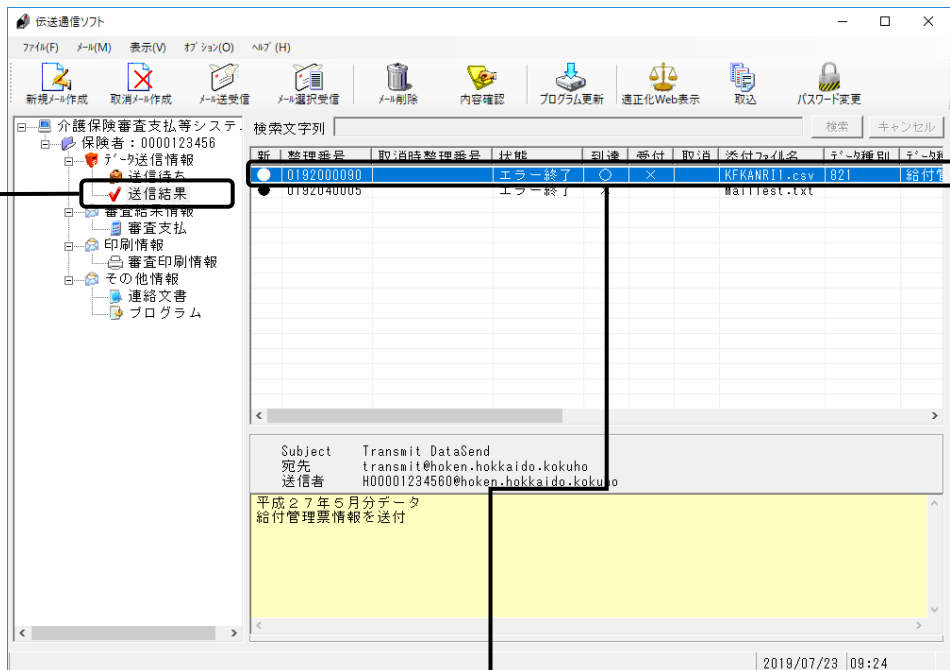 伝送通信ソフト
ファイル(F) メール(M) 表示(V) オプション(O) ヘルプ(H)
新規メール作成 取消メール作成 メール送受信 メール選択受信 メール削除 内容確認 プログラム更新 適正化Web表示 取込 パスワード変更
介護保険審査支払等システ.
保険者：0000123456
データ送信情報
送信待ち
送信結果
審査結果情報
審査支払
印刷情報
審査印刷情報
その他情報
連絡文書
プログラム
検索文字列 検索 キャンセル
新 整理番号 取消時整理番号 状態 到達 受付 取消 添付ファイル名 データ種別 データ種
0192000090 エラー終了 ○ × KFKANRI1.csv 821 給付管
0192040005 エラー終了 × MailTest.txt
Subject Transmit DataSend
宛先 transmit@hoken.hokkaido.kokuho
送信者 H00001234560@hoken.hokkaido.kokuho
平成２７年５月分データ
給付管理票情報を送付
2019/07/23 09:24